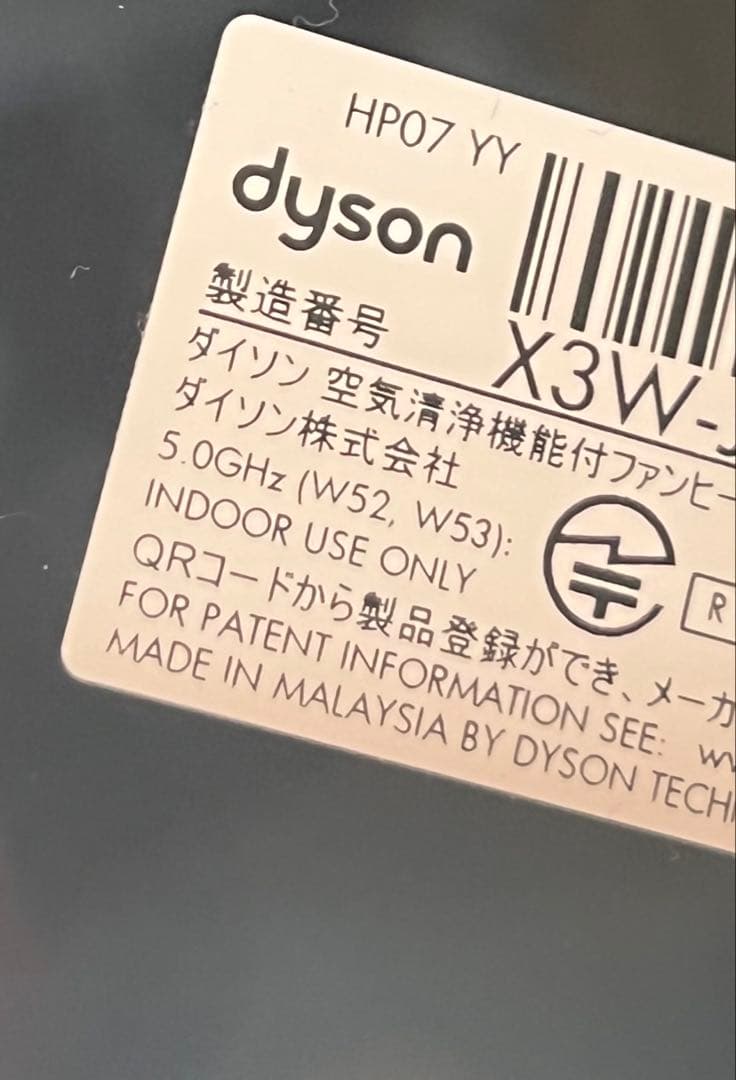 HP07 YY
dyson
製造番号
X3W-
ダイソン 空気清浄機能付ファンヒー
ダイソン株式会社
5.0GHz (W52, W53):
INDOOR USE ONLY
R
QRコードから製品登録ができ、メーカ
FOR PATENT INFORMATION SEE:
MADE IN MALAYSIA BY DYSON TECH